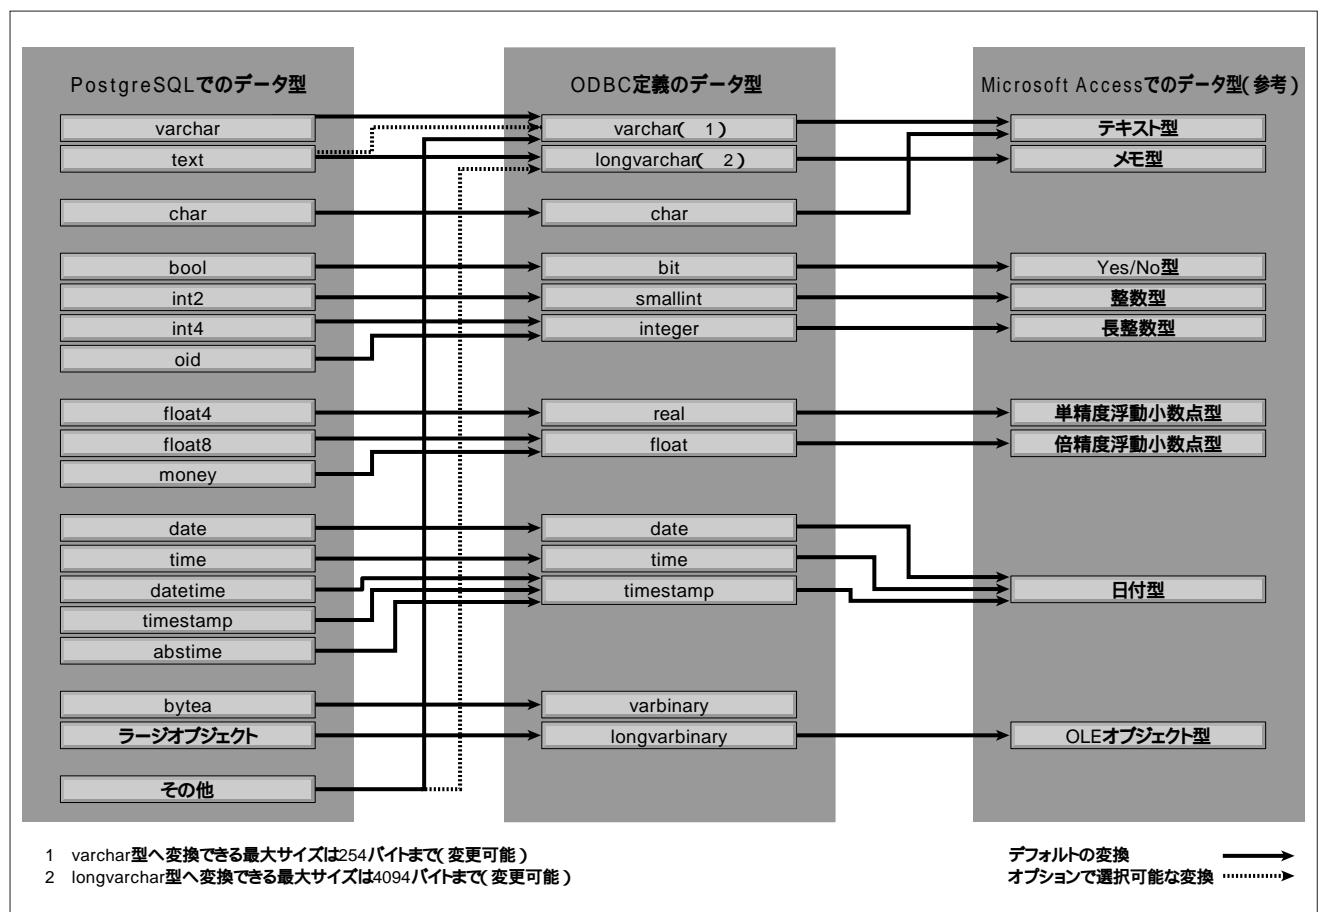 PostgreSQLでのデータ型
varchar
text
char
bool
int2
int4
oid
float4
float8
money
date
time
datetime
timestamp
abstime
bytea
ラージオブジェクト
その他
ODBC定義のデータ型
varchar( 1)
longvarchar( 2)
char
bit
smallint
integer
real
float
date
time
timestamp
varbinary
longvarbinary
Microsoft Accessでのデータ型(参考)
テキスト型
メモ型
Yes/No型
整数型
長整数型
単精度浮動小数点型
倍精度浮動小数点型
日付型
OLEオブジェクト型
1 varchar型へ変換できる最大サイズは254バイトまで(変更可能)
2 longvarchar型へ変換できる最大サイズは4094バイトまで(変更可能)
デフォルトの変換
オプションで選択可能な変換